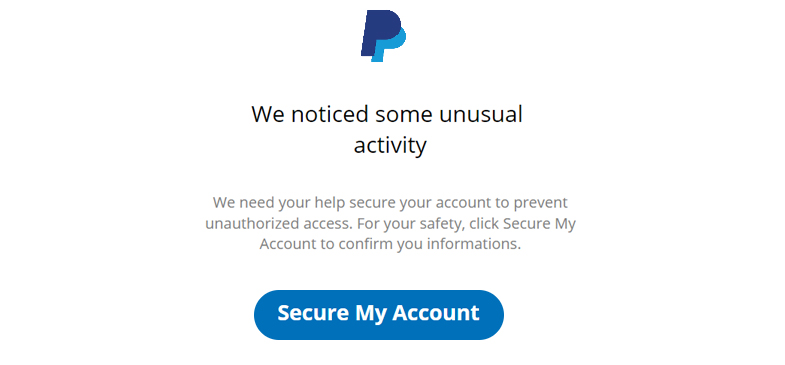 We noticed some unusual
activity
We need your help secure your account to prevent
unauthorized access. For your safety, click Secure My
Account to confirm you informations.
Secure My Account